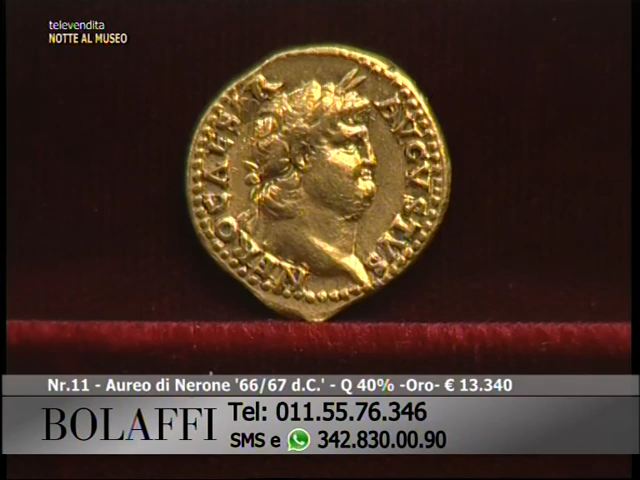 televendita
NOTTE AL MUSEO
NERO CAESAR AVGVSTVS
Nr.11 - Aureo di Nerone '66/67 d.C.' - Q 40% -Oro- € 13.340
BOLAFFI
Tel: 011.55.76.346
SMS e 342.830.00.90